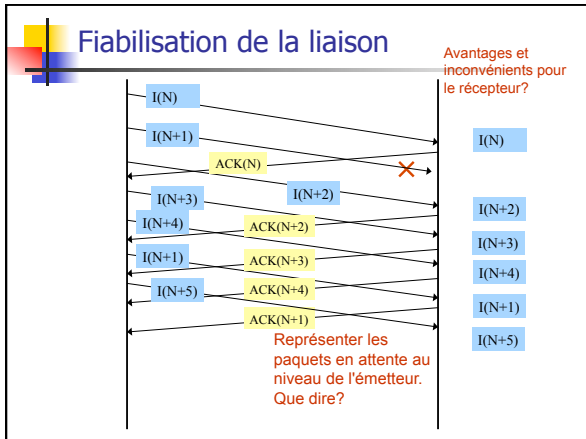 Fiabilisation de la liaison
Avantages et
inconvénients pour
le récepteur?
I(N)
I(N+1)
I(N)
ACK(N)
I(N+2)
I(N+3)
I(N+2)
I(N+4)
ACK(N+2)
I(N+3)
I(N+1)
ACK(N+3)
I(N+4)
I(N+5)
ACK(N+4)
I(N+1)
ACK(N+1)
I(N+5)
Représenter les
paquets en attente au
niveau de l'émetteur.
Que dire?